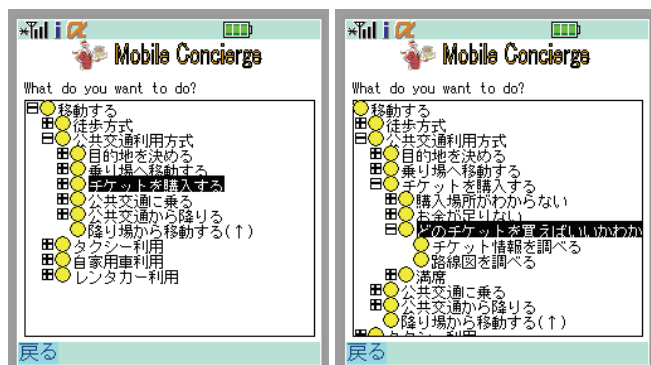 Mobile Concierge
What do you want to do?
移動する
徒歩方式
公共交通利用方式
目的地を決める
乗り場へ移動する
チケットを購入する
公共交通に乗る
公共交通から降りる
降り場から移動する(↑)
タクシー利用
自家用車利用
レンタカー利用
戻る
Mobile Concierge
What do you want to do?
移動する
徒歩方式
公共交通利用方式
目的地を決める
乗り場へ移動する
チケットを購入する
購入場所がわからない
お金が足りない
どのチケットを買えばいいかわか
チケット情報を調べる
路線図を調べる
満席
公共交通に乗る
公共交通から降りる
降り場から移動する(↑)
戻る